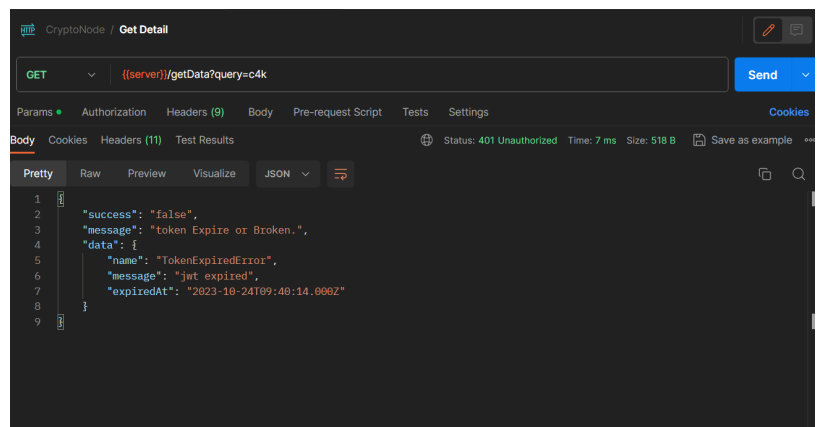 HTTP CryptoNode / Get Detail
GET {{server}}/getData?query=c4k Send
Params Authorization Headers (9) Body Pre-request Script Tests Settings Cookies
Body Cookies Headers (11) Test Results Status: 401 Unauthorized Time: 7 ms Size: 518 B Save as example
Pretty Raw Preview Visualize JSON
1 {
2 "success": "false",
3 "message": "token Expire or Broken.",
4 "data": {
5 "name": "TokenExpiredError",
6 "message": "jwt expired",
7 "expiredAt": "2023-10-24T09:40:14.000Z"
8 }
9 }